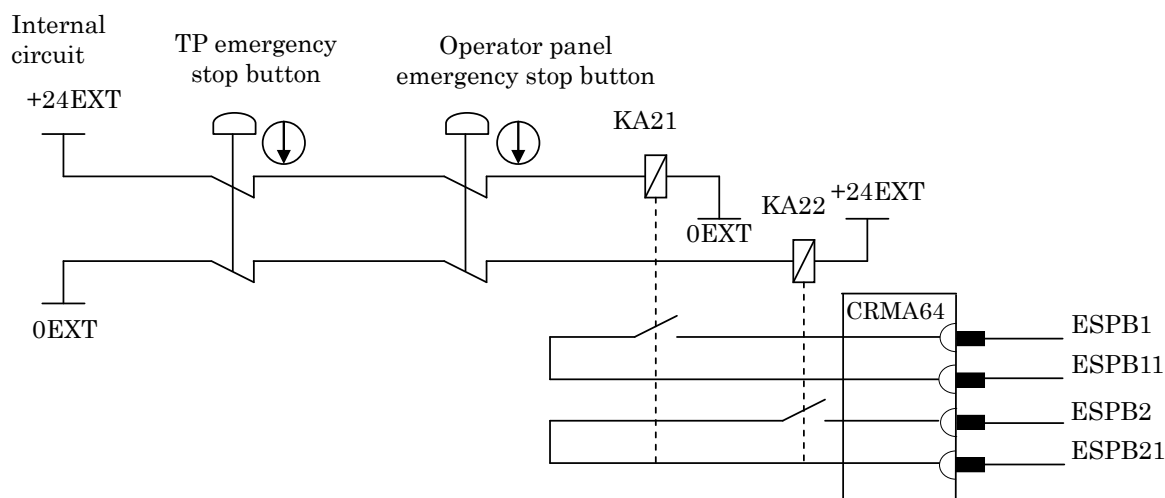 Internal
circuit
+24EXT
TP emergency
stop button
Operator panel
emergency stop button
KA21
KA22
+24EXT
0EXT
0EXT
CRMA64
ESPB1
ESPB11
ESPB2
ESPB21